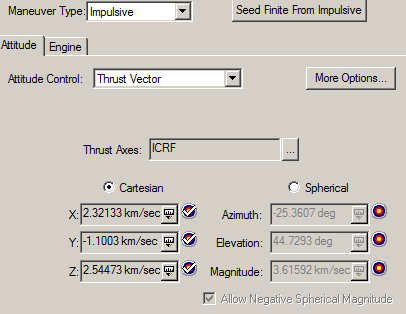 Maneuver Type: Impulsive Seed Finite From Impulsive
Attitude Engine
Attitude Control: Thrust Vector More Options...
Thrust Axes: ICRF ...
Cartesian Spherical
X: 2.32133 km/sec Azimuth: -25.3607 deg
Y: -1.1003 km/sec Elevation: 44.7293 deg
Z: 2.54473 km/sec Magnitude: 3.61592 km/sec
Allow Negative Spherical Magnitude